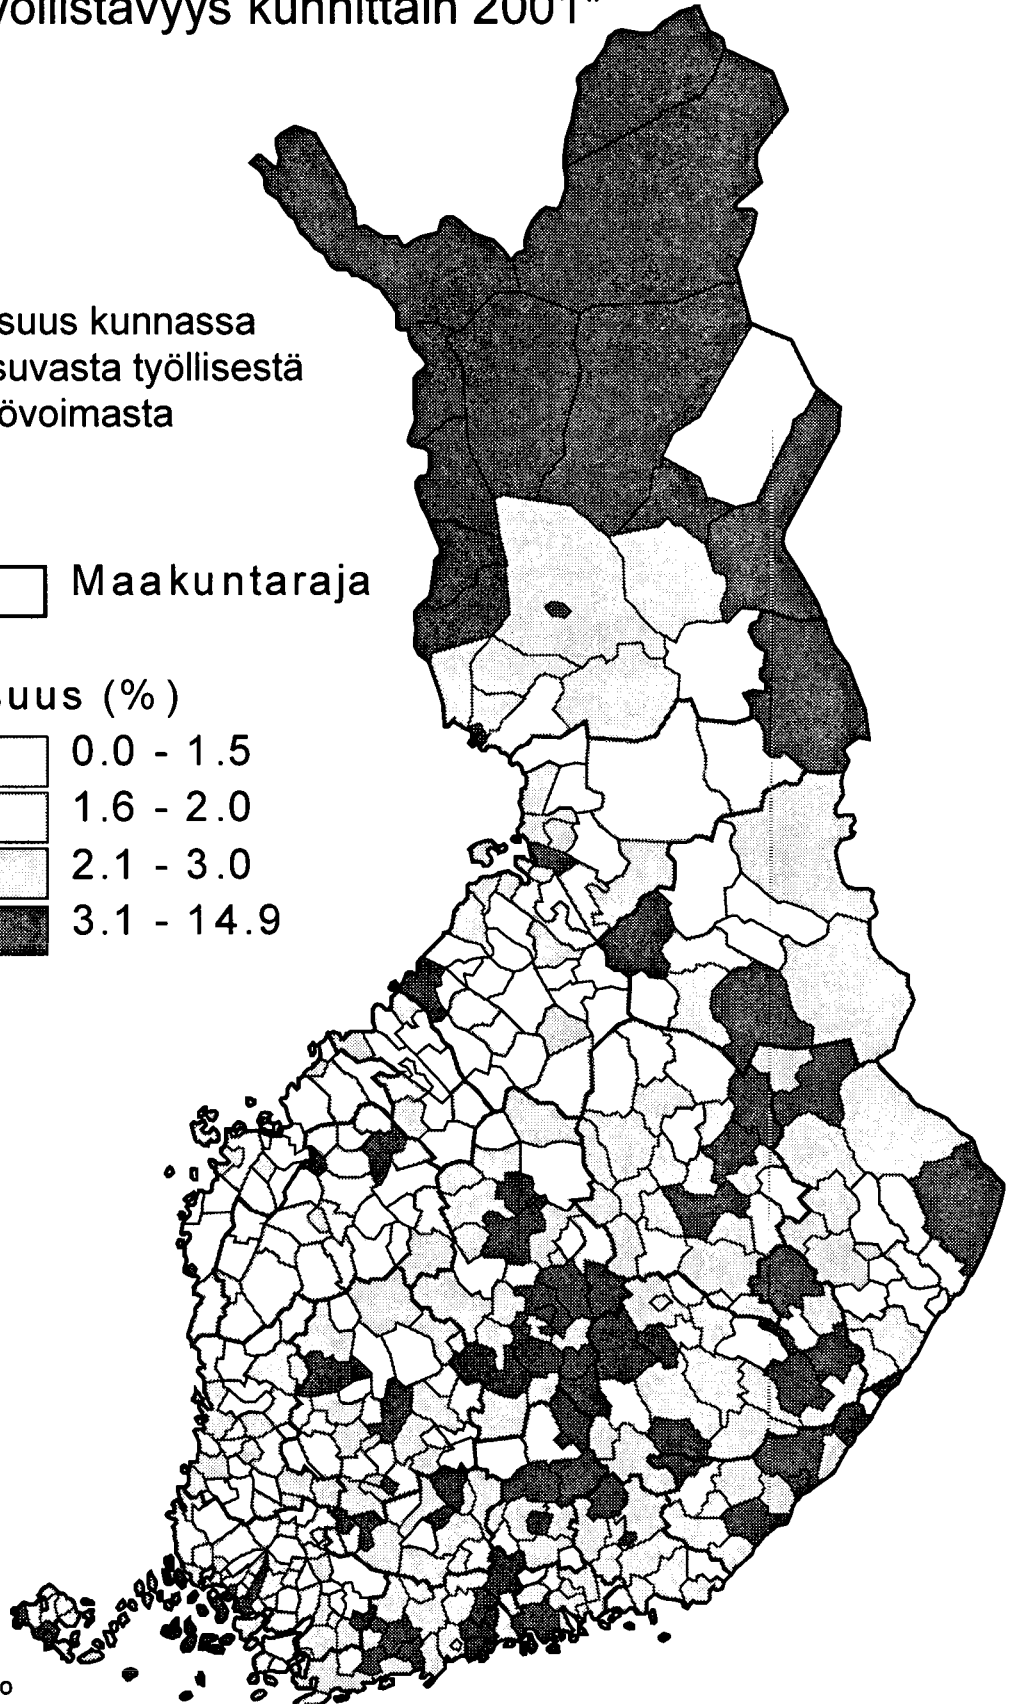 yöllistävyys kunnittain 2001"
suus kunnassa
suvasta työllisestä
övoimasta
Maakuntaraja
suus (%)
0.0 - 1.5
1.6 - 2.0
2.1 - 3.0
3.1 - 14.9
o